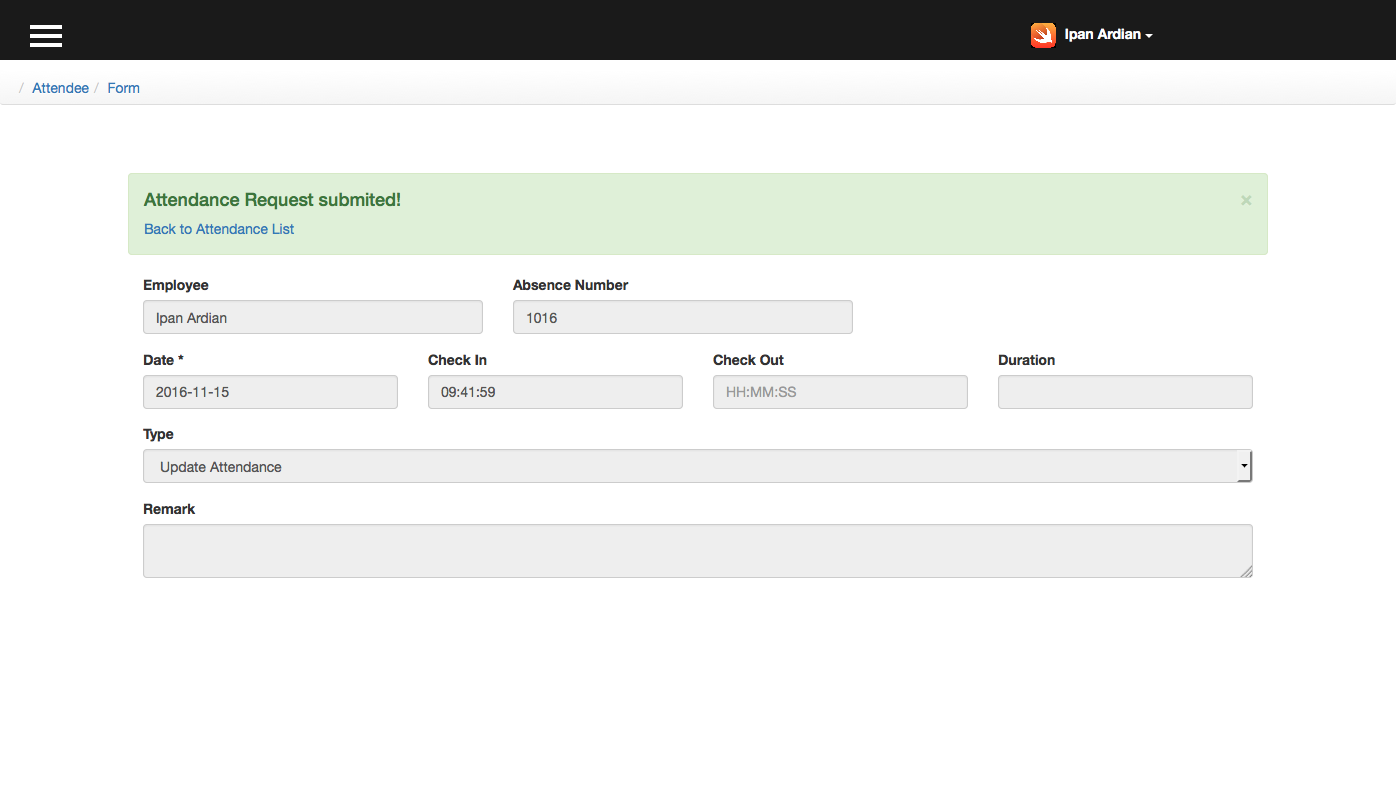 Ipan Ardian
/ Attendee / Form
Attendance Request submited!
×
Back to Attendance List
Employee Absence Number
Ipan Ardian 1016
Date * Check In Check Out Duration
2016-11-15 09:41:59 HH:MM:SS
Type
Update Attendance
Remark